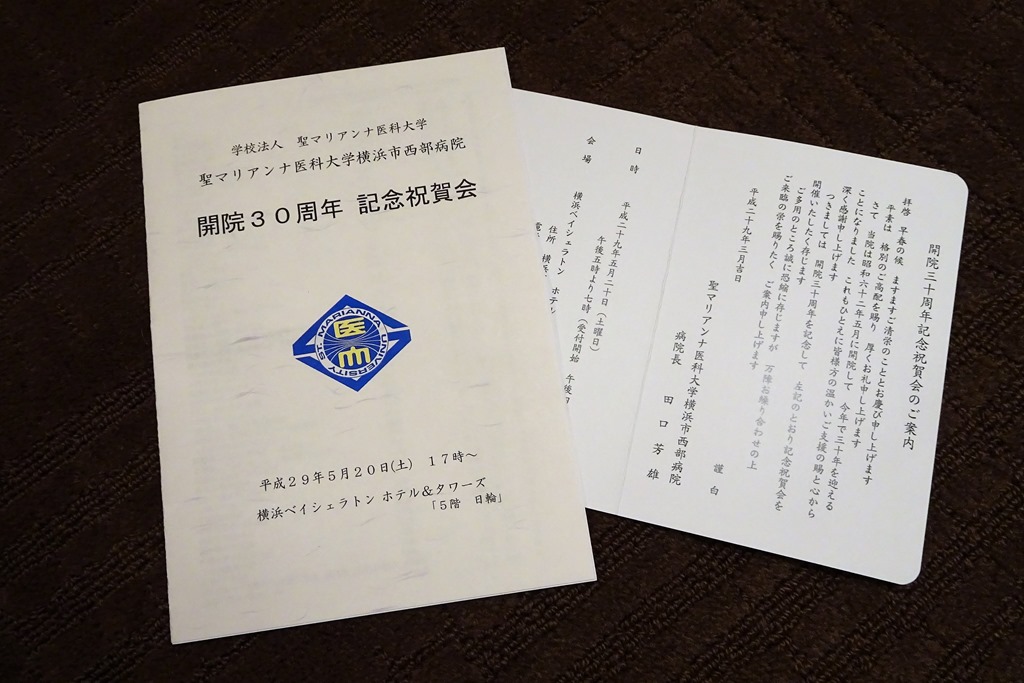 学校法人 聖マリアンナ医科大学
聖マリアンナ医科大学横浜市西部病院
開院30周年 記念祝賀会
ST. MARIANNA UNIVERSITY
医大
平成29年5月20日(土) 17時～
横浜ベイシェラトン ホテル&タワーズ
「5階 日輪」
開院三十周年記念祝賀会のご案内
拝啓 早春の候 ますますご清栄のこととお慶び申し上げます
平素は 格別のご高配を賜り 厚くお礼申し上げます
さて 当院は昭和六十二年五月に開院して 今年で三十年を迎える
ことになりました これもひとえに皆様方の温かいご支援の賜と心から
深く感謝申し上げます
つきましては 開院三十周年を記念して 左記のとおり記念祝賀会を
開催いたしたく存じます
ご多用のところ誠に恐縮に存じますが 万障お繰り合わせの上
ご来臨の栄を賜りたく ご案内申し上げます
謹白
平成二十九年三月吉日
聖マリアンナ医科大学横浜市西部病院
病院長 田口芳雄
日時 平成二十九年五月二十日（土曜日）
午後五時より七時（受付開始 午後
会場 横浜ベイシェラトン ホテル
住所 横浜